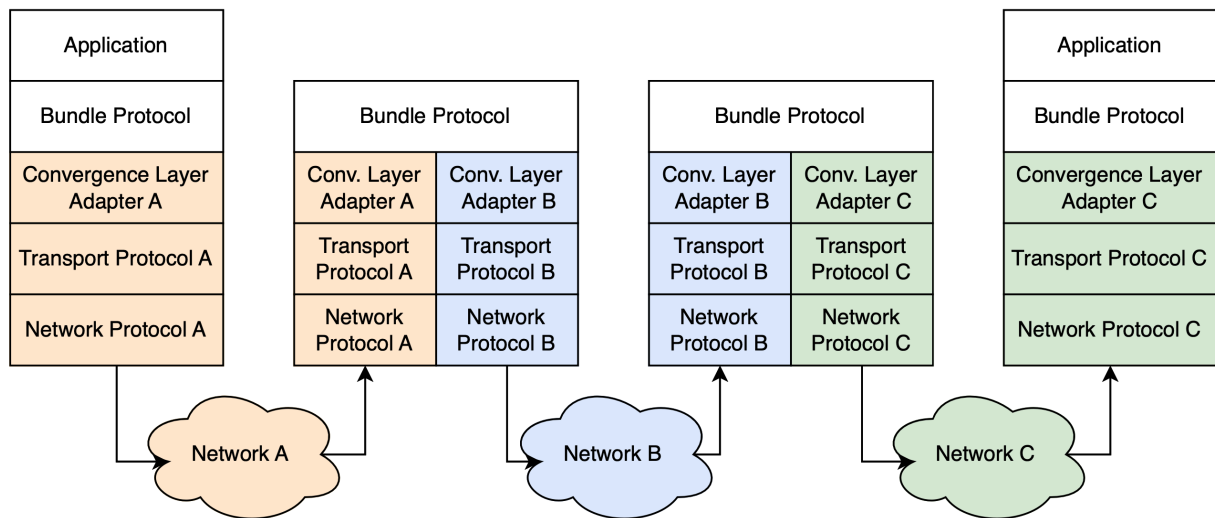 Application
Bundle Protocol
Convergence Layer
Adapter A
Transport Protocol A
Network Protocol A
Bundle Protocol
Conv. Layer
Adapter A
Conv. Layer
Adapter B
Transport
Protocol A
Transport
Protocol B
Network
Protocol A
Network
Protocol B
Bundle Protocol
Conv. Layer
Adapter B
Conv. Layer
Adapter C
Transport
Protocol B
Transport
Protocol C
Network
Protocol B
Network
Protocol C
Application
Bundle Protocol
Convergence Layer
Adapter C
Transport Protocol C
Network Protocol C
Network A
Network B
Network C